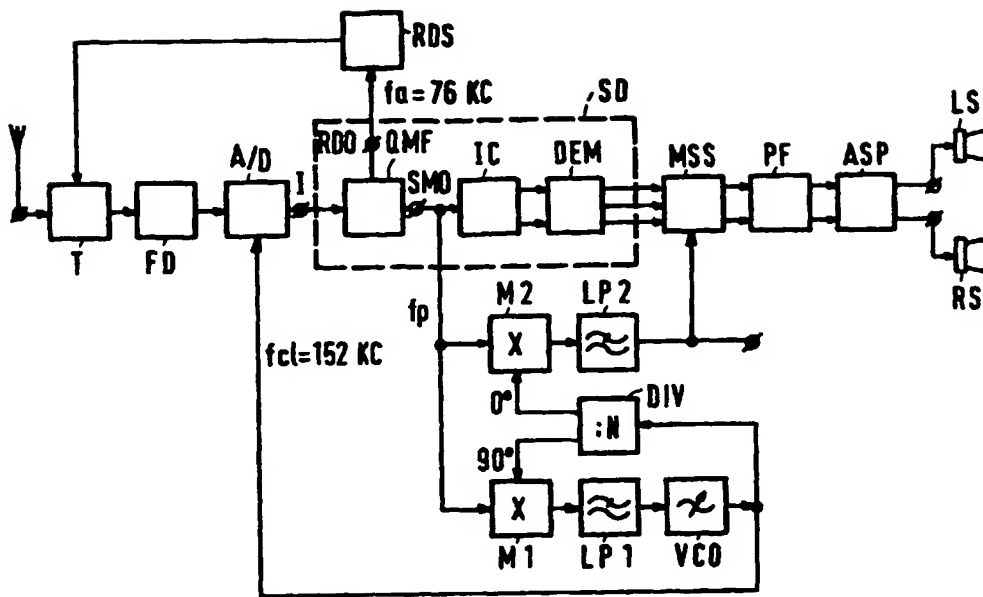 RDS
fa=76 KC
SD
LS
RDO
QMF
A/D
I
SMO
IC
DEM
MSS
PF
ASP
T
FD
RS
fp
M2
LP2
X
fcl=152 KC
0°
DIV
:N
90°
X
M1
LP1
VCO